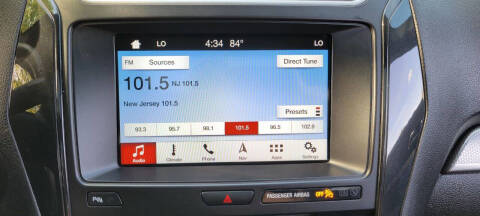 LO 4:34 84° LO
FM Sources Direct Tune
101.5 NJ 101.5
New Jersey 101.5
Presets
93.3 95.7 98.1 101.5 96.5 102.9
Audio Climate Phone Nav Apps Settings
PASSENGER AIRBAG OFF